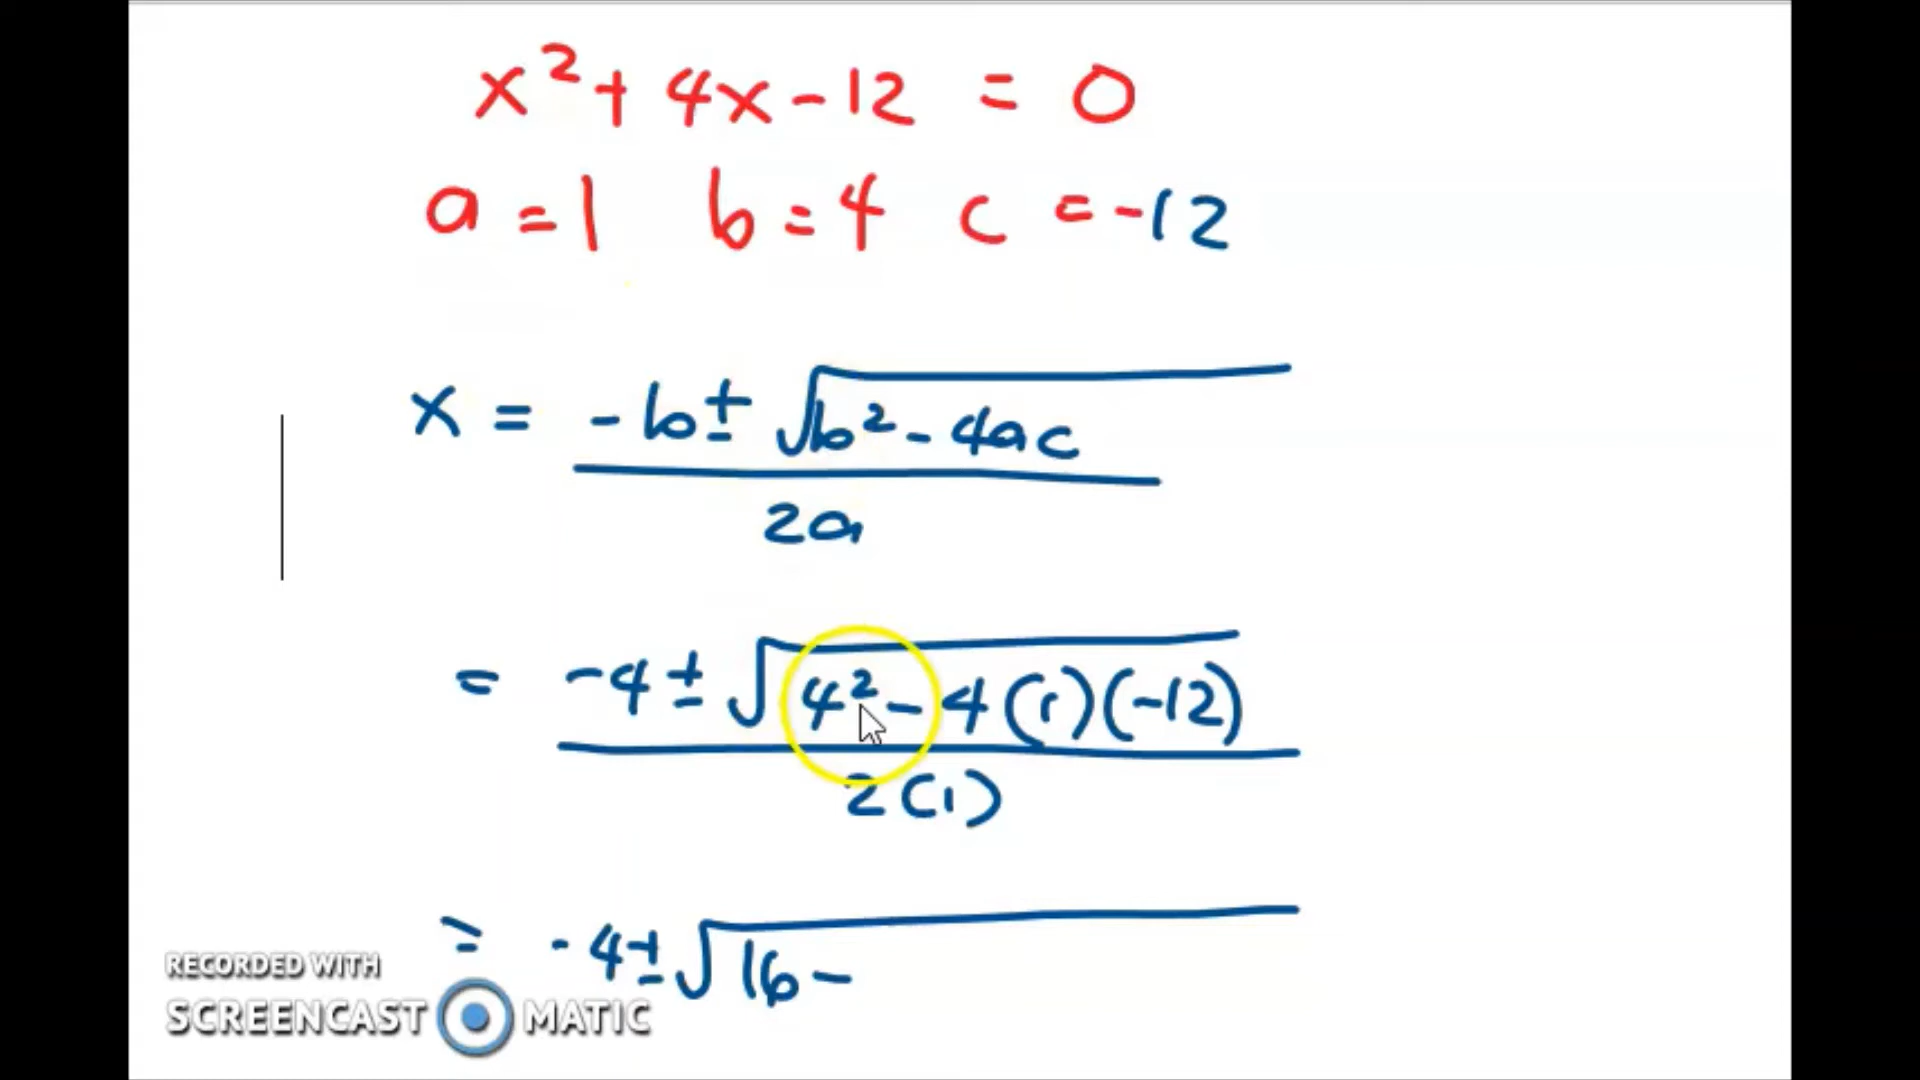 x² + 4x - 12 = 0
a = 1 b = 4 c = -12
x = -b ± √b² - 4ac
2a
= -4 ± √4² - 4(1)(-12)
2(1)
= -4 ± √16 -
RECORDED WITH
SCREENCAST MATIC